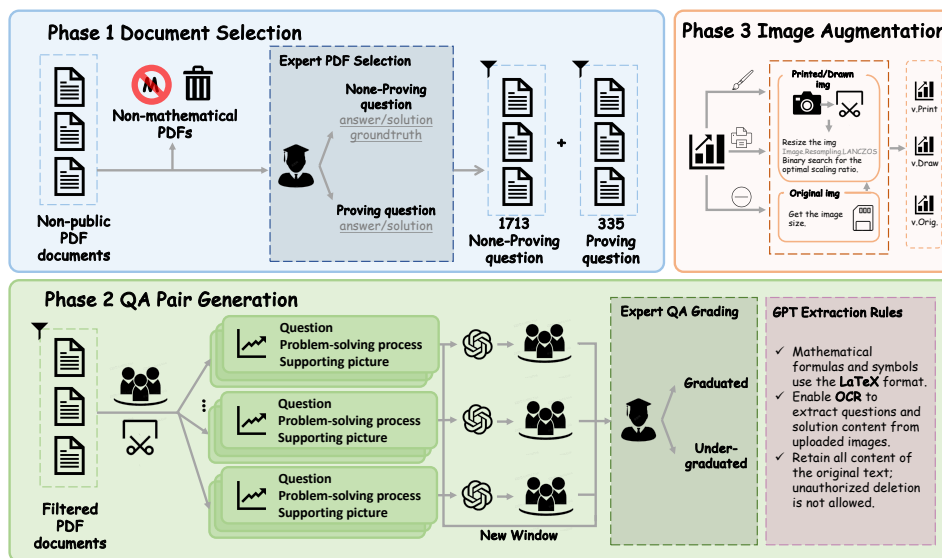 Phase 1 Document Selection
Non-public
PDF
documents
M
Non-mathematical
PDFs
Expert PDF Selection
None-Proving
question
answer/solution
groundtruth
Proving question
answer/solution
1713
None-Proving
question
+
335
Proving
question
Phase 3 Image Augmentation
Printed/Drawn
img
Resize the img
Image.Resampling.LANCZOS
Binary search for the
optimal scaling ratio.
Original img
Get the image
size.
v.Print
v.Draw
v.Orig.
Phase 2 QA Pair Generation
Filtered
PDF
documents
Question
Problem-solving process
Supporting picture
Question
Problem-solving process
Supporting picture
Question
Problem-solving process
Supporting picture
New Window
Expert QA Grading
Graduated
Under-
graduated
GPT Extraction Rules
✓ Mathematical
formulas and symbols
use the LaTeX format.
✓ Enable OCR to
extract questions and
solution content from
uploaded images.
✓ Retain all content of
the original text;
unauthorized deletion
is not allowed.